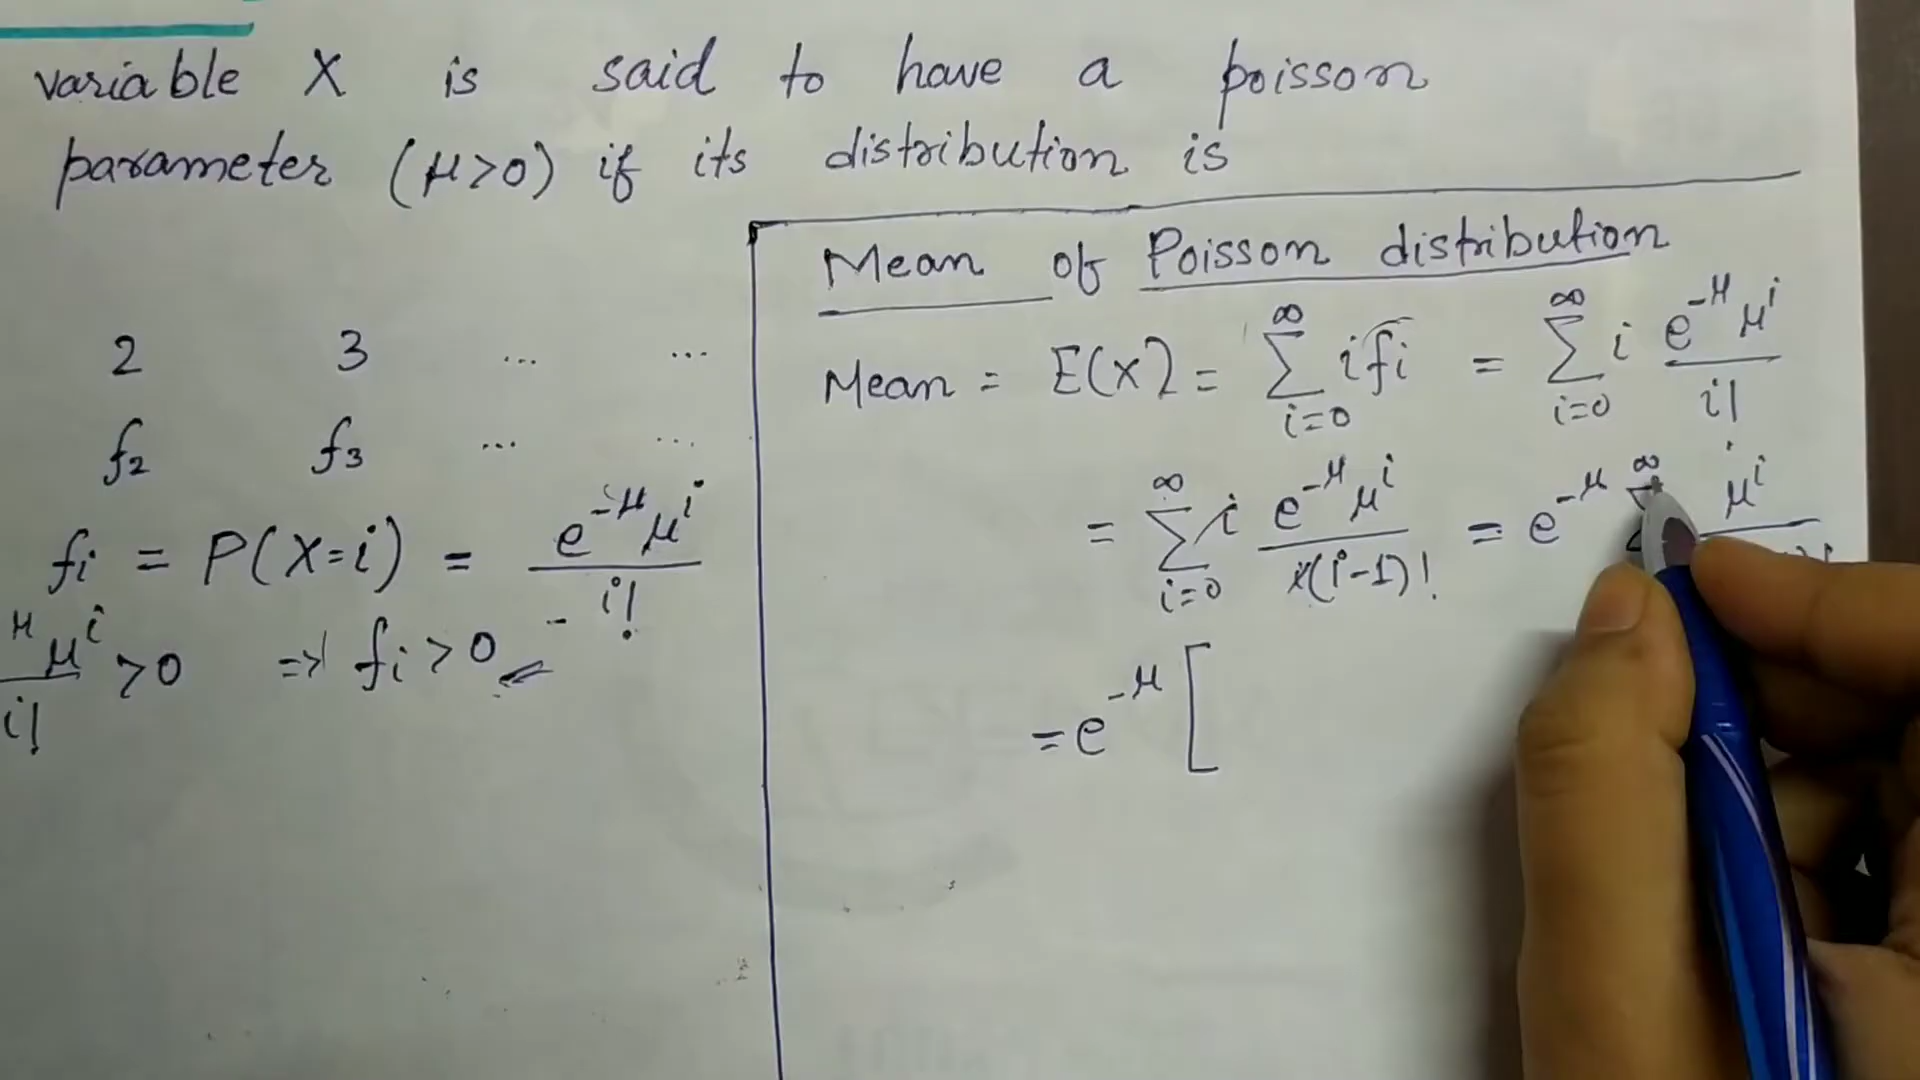 variable X is said to have a poisson
parameter (μ>0) if its distribution is
2 3 ... ...
f₂ f₃ ... ...
fi = P(X=i) = e^-μ μ^i / i!
μ μ^i / i! >0 => fi >0
Mean of Poisson distribution
Mean = E(X) = ∑_{i=0}^∞ i fi = ∑_{i=0}^∞ i e^-μ μ^i / i!
= ∑_{i=0}^∞ i e^-μ μ^i / i(i-1)! = e^-μ ∑^∞ μ^i
= e^-μ [